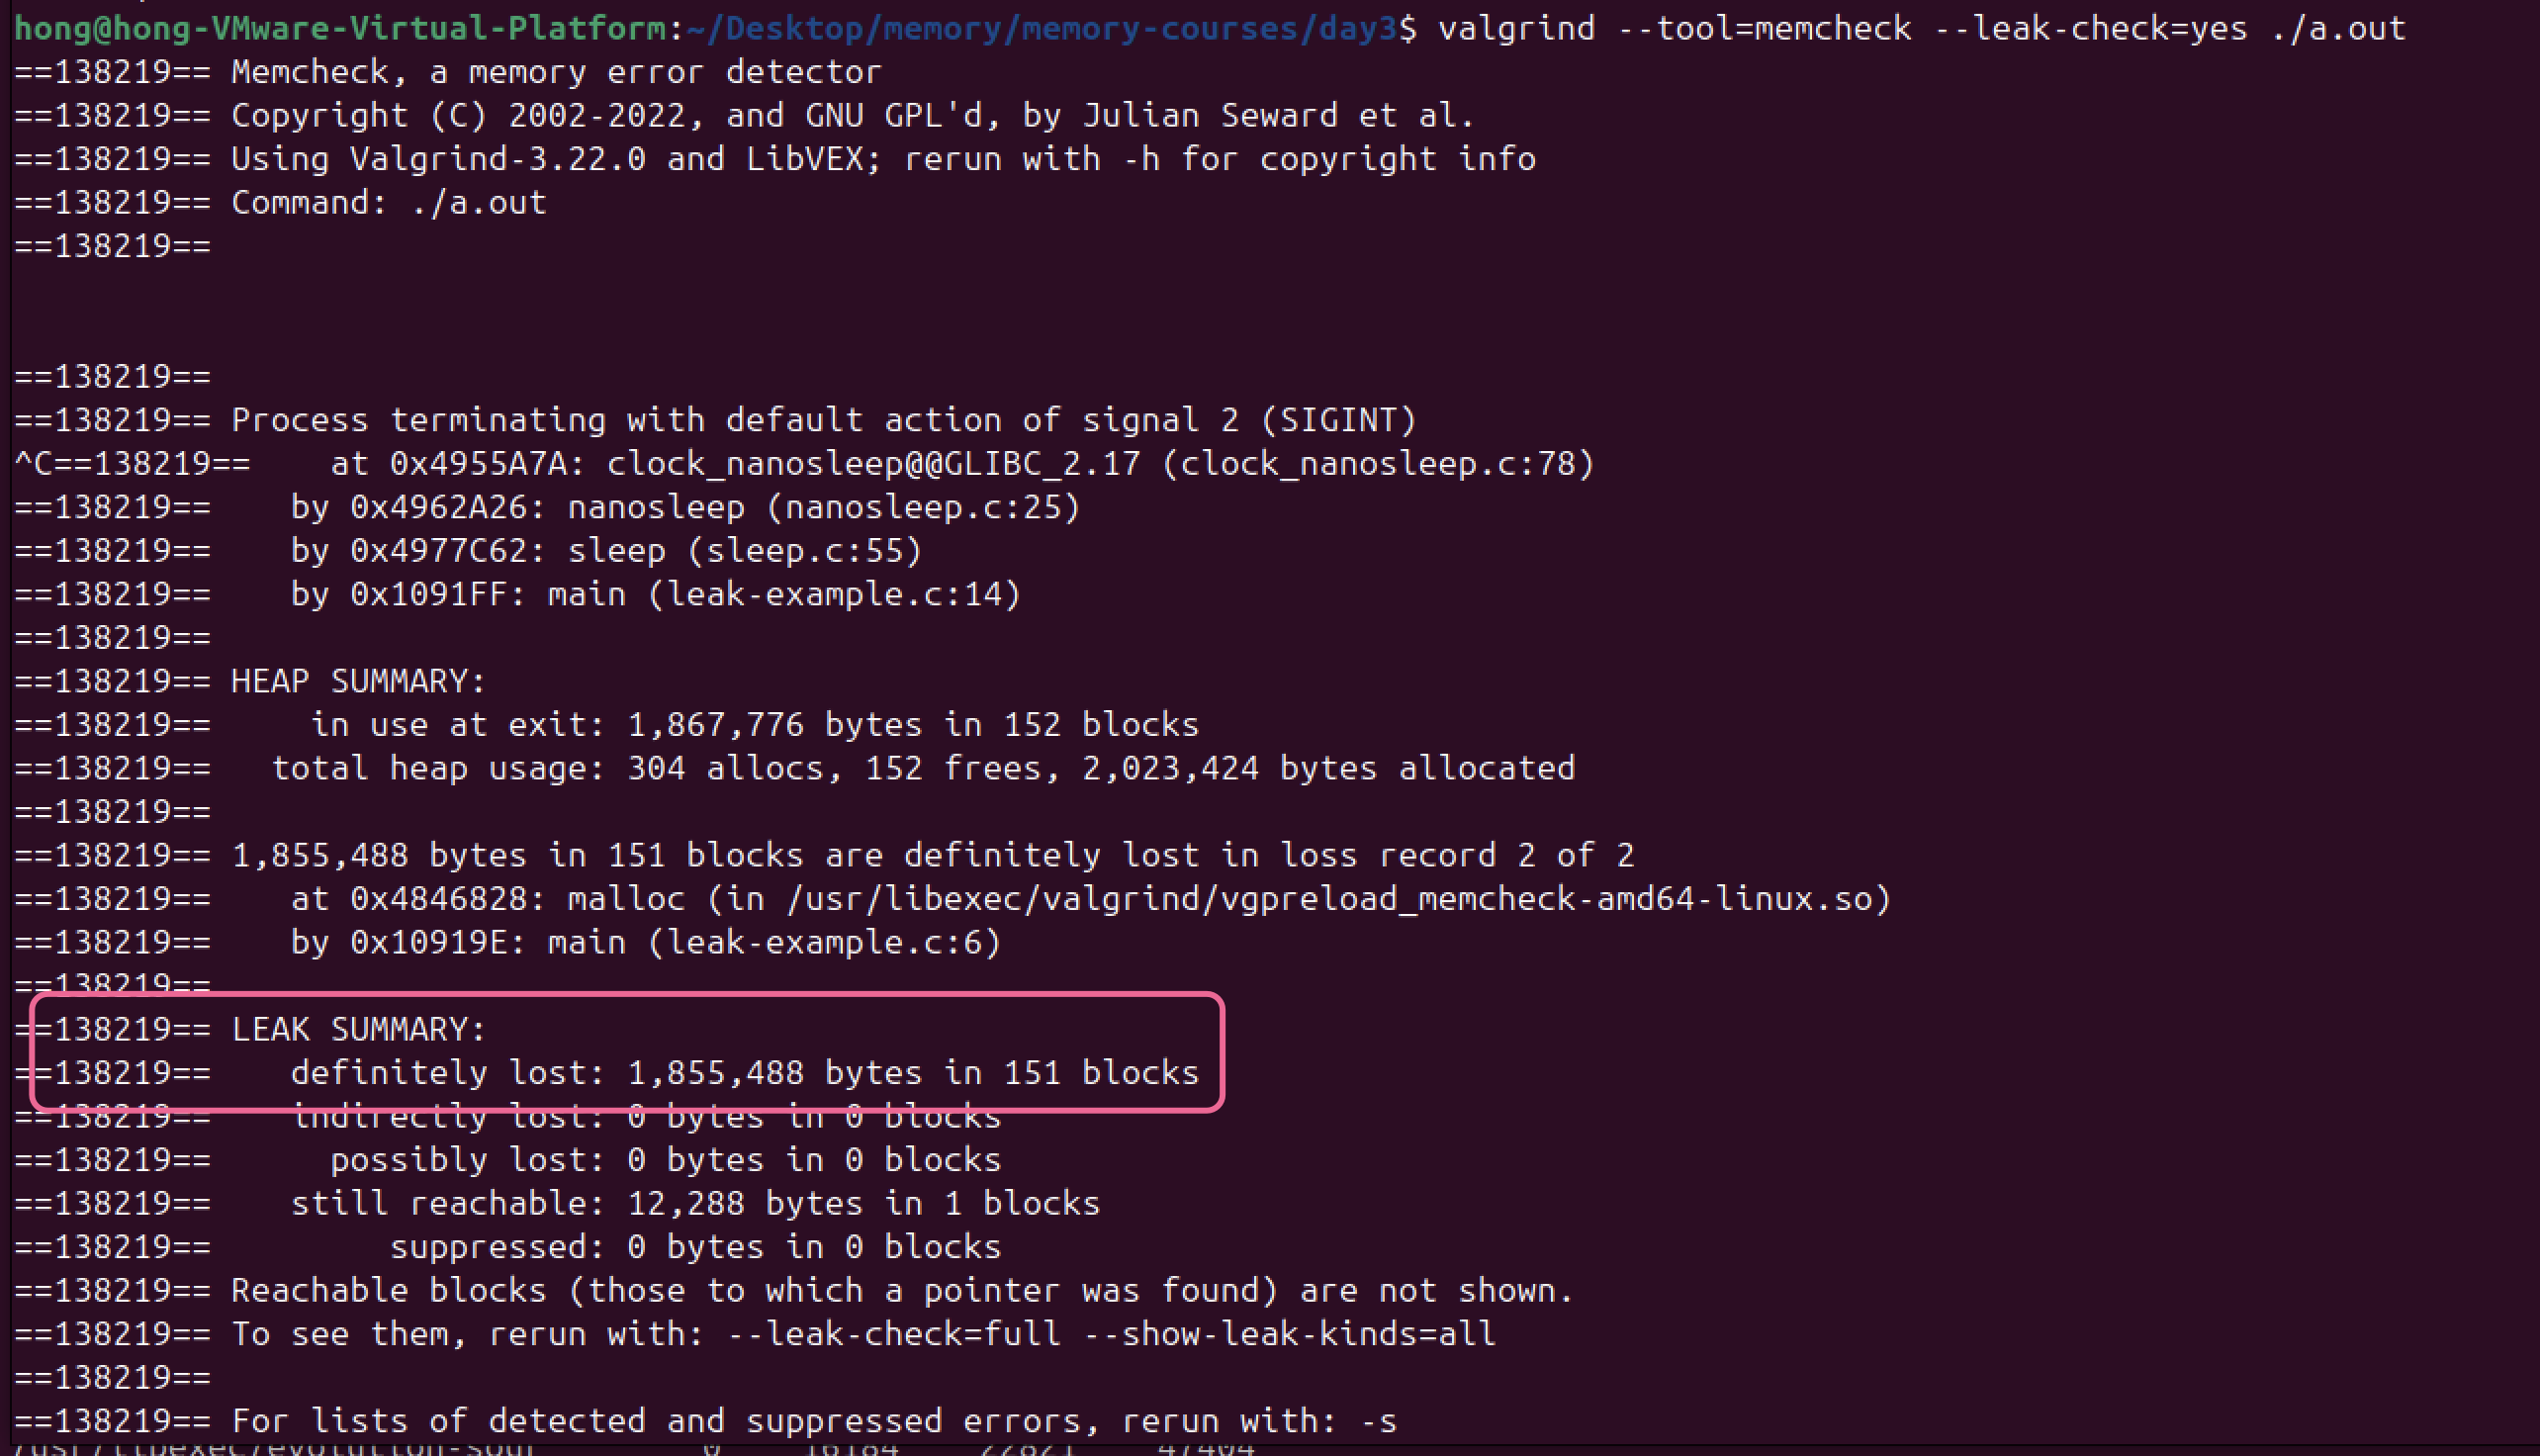 hong@hong-VMware-Virtual-Platform:~/Desktop/memory/memory-courses/day3$ valgrind --tool=memcheck --leak-check=yes ./a.out
==138219== Memcheck, a memory error detector
==138219== Copyright (C) 2002-2022, and GNU GPL'd, by Julian Seward et al.
==138219== Using Valgrind-3.22.0 and LibVEX; rerun with -h for copyright info
==138219== Command: ./a.out
==138219==
==138219==
==138219== Process terminating with default action of signal 2 (SIGINT)
^C==138219==    at 0x4955A7A: clock_nanosleep@@GLIBC_2.17 (clock_nanosleep.c:78)
==138219==    by 0x4962A26: nanosleep (nanosleep.c:25)
==138219==    by 0x4977C62: sleep (sleep.c:55)
==138219==    by 0x1091FF: main (leak-example.c:14)
==138219==
==138219== HEAP SUMMARY:
==138219==     in use at exit: 1,867,776 bytes in 152 blocks
==138219==   total heap usage: 304 allocs, 152 frees, 2,023,424 bytes allocated
==138219==
==138219== 1,855,488 bytes in 151 blocks are definitely lost in loss record 2 of 2
==138219==    at 0x4846828: malloc (in /usr/libexec/valgrind/vgpreload_memcheck-amd64-linux.so)
==138219==    by 0x10919E: main (leak-example.c:6)
==138219==
==138219== LEAK SUMMARY:
==138219==    definitely lost: 1,855,488 bytes in 151 blocks
==138219==    indirectly lost: 0 bytes in 0 blocks
==138219==      possibly lost: 0 bytes in 0 blocks
==138219==    still reachable: 12,288 bytes in 1 blocks
==138219==         suppressed: 0 bytes in 0 blocks
==138219== Reachable blocks (those to which a pointer was found) are not shown.
==138219== To see them, rerun with: --leak-check=full --show-leak-kinds=all
==138219==
==138219== For lists of detected and suppressed errors, rerun with: -s
/usr/libexec/evolution-sour 0 16184 22821 47404